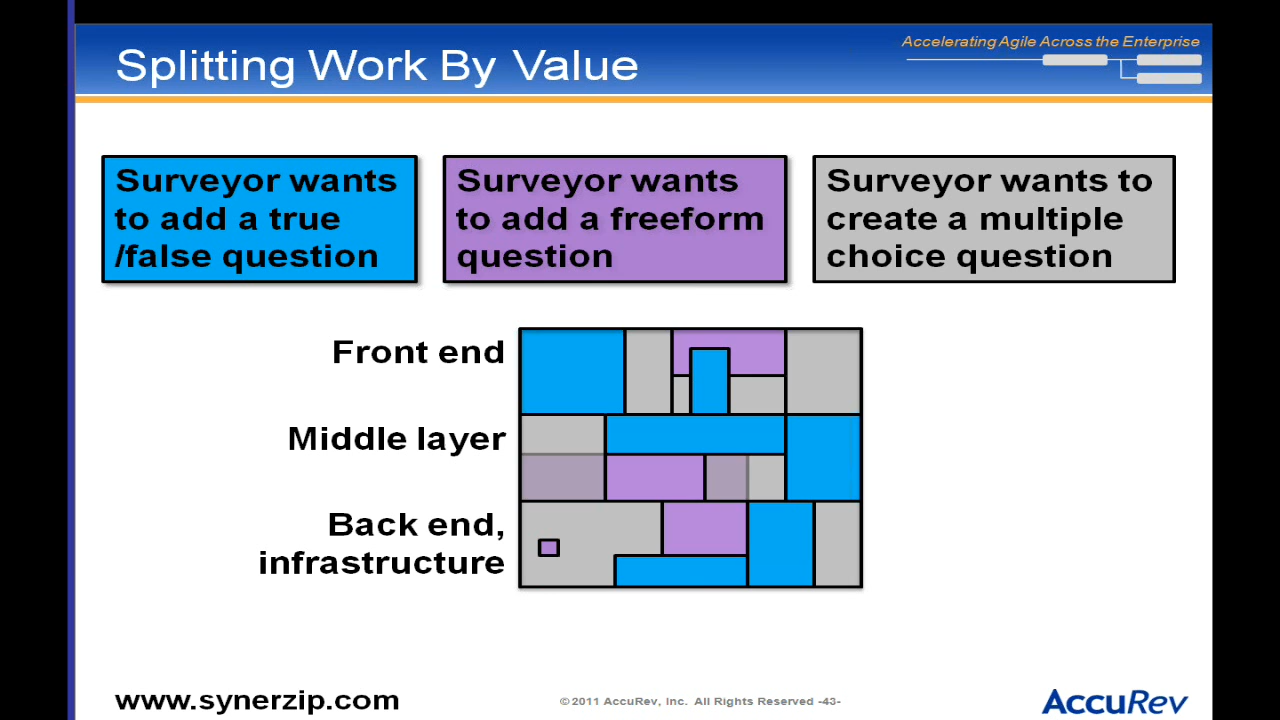 Splitting Work By Value
Accelerating Agile Across the Enterprise
Surveyor wants
to add a true
/false question
Surveyor wants
to add a freeform
question
Surveyor wants to
create a multiple
choice question
Front end
Middle layer
Back end,
infrastructure
www.synerzip.com
©2011 AccuRev, Inc. All Rights Reserved -43-
AccuRev